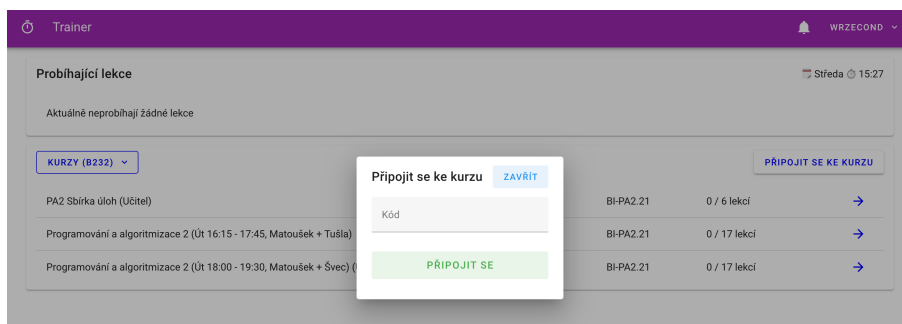 Trainer WRZECOND
Probíhající lekce Středa 15:27
Aktuálně neprobíhají žádné lekce
KURZY (B232) PŘIPOJIT SE KE KURZU
Připojit se ke kurzu ZAVŘÍT
Kód
PŘIPOJIT SE
PA2 Sbírka úloh (Učitel) BI-PA2.21 0 / 6 lekcí
Programování a algoritmizace 2 (Út 16:15 - 17:45, Matoušek + Tušla) BI-PA2.21 0 / 17 lekcí
Programování a algoritmizace 2 (Út 18:00 - 19:30, Matoušek + Švec) ( BI-PA2.21 0 / 17 lekcí